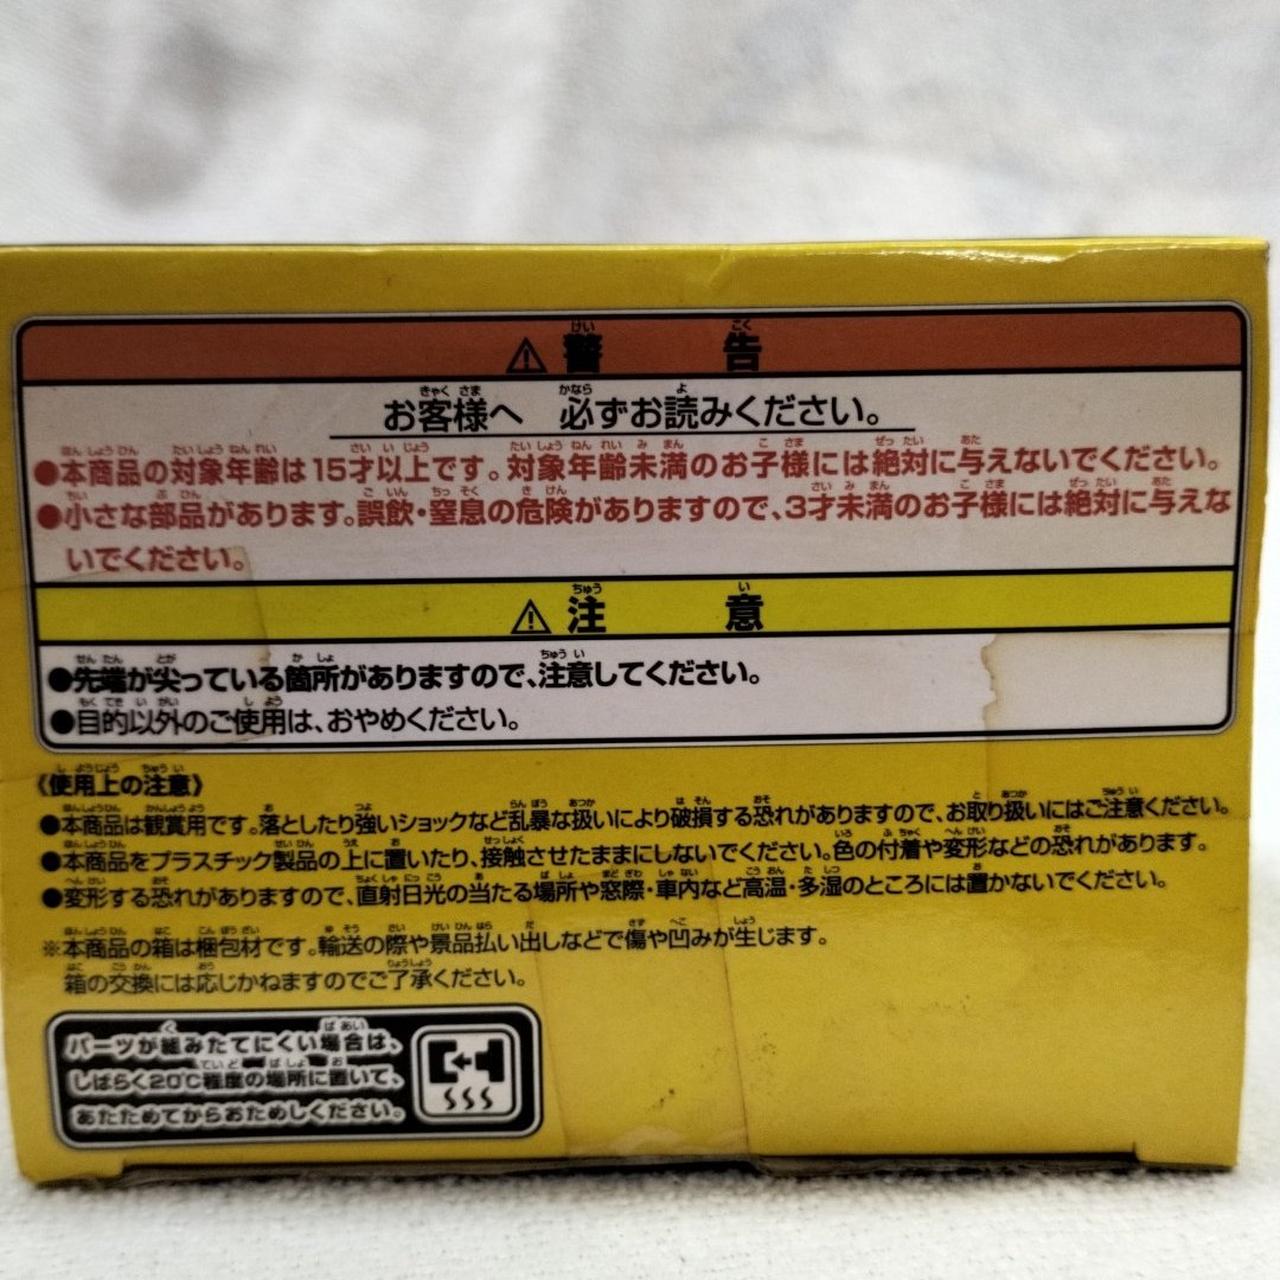 ⚠警告
お客様へ 必ずお読みください。
●本商品の対象年齢は15才以上です。対象年齢未満のお子様には絶対に与えないでください。
●小さな部品があります。誤飲・窒息の危険がありますので、3才未満のお子様には絶対に与えな
いでください。
⚠注意
●先端が尖っている箇所がありますので、注意してください。
●目的以外のご使用は、おやめください。
《使用上の注意》
●本商品は観賞用です。落としたり強いショックなど乱暴な扱いにより破損する恐れがありますので、お取り扱いにはご注意ください。
●本商品をプラスチック製品の上に置いたり、接触させたままにしないでください。色の付着や変形などの恐れがあります。
●変形する恐れがありますので、直射日光の当たる場所や窓際・車内など高温・多湿のところには置かないでください。
※本商品の箱は梱包材です。輸送の際や景品払い出しなどで傷や凹みが生じます。
箱の交換には応じかねますのでご了承ください。
パーツが組みたてにくい場合は、
しばらく20℃程度の場所に置いて、
あたためてからおためしください。